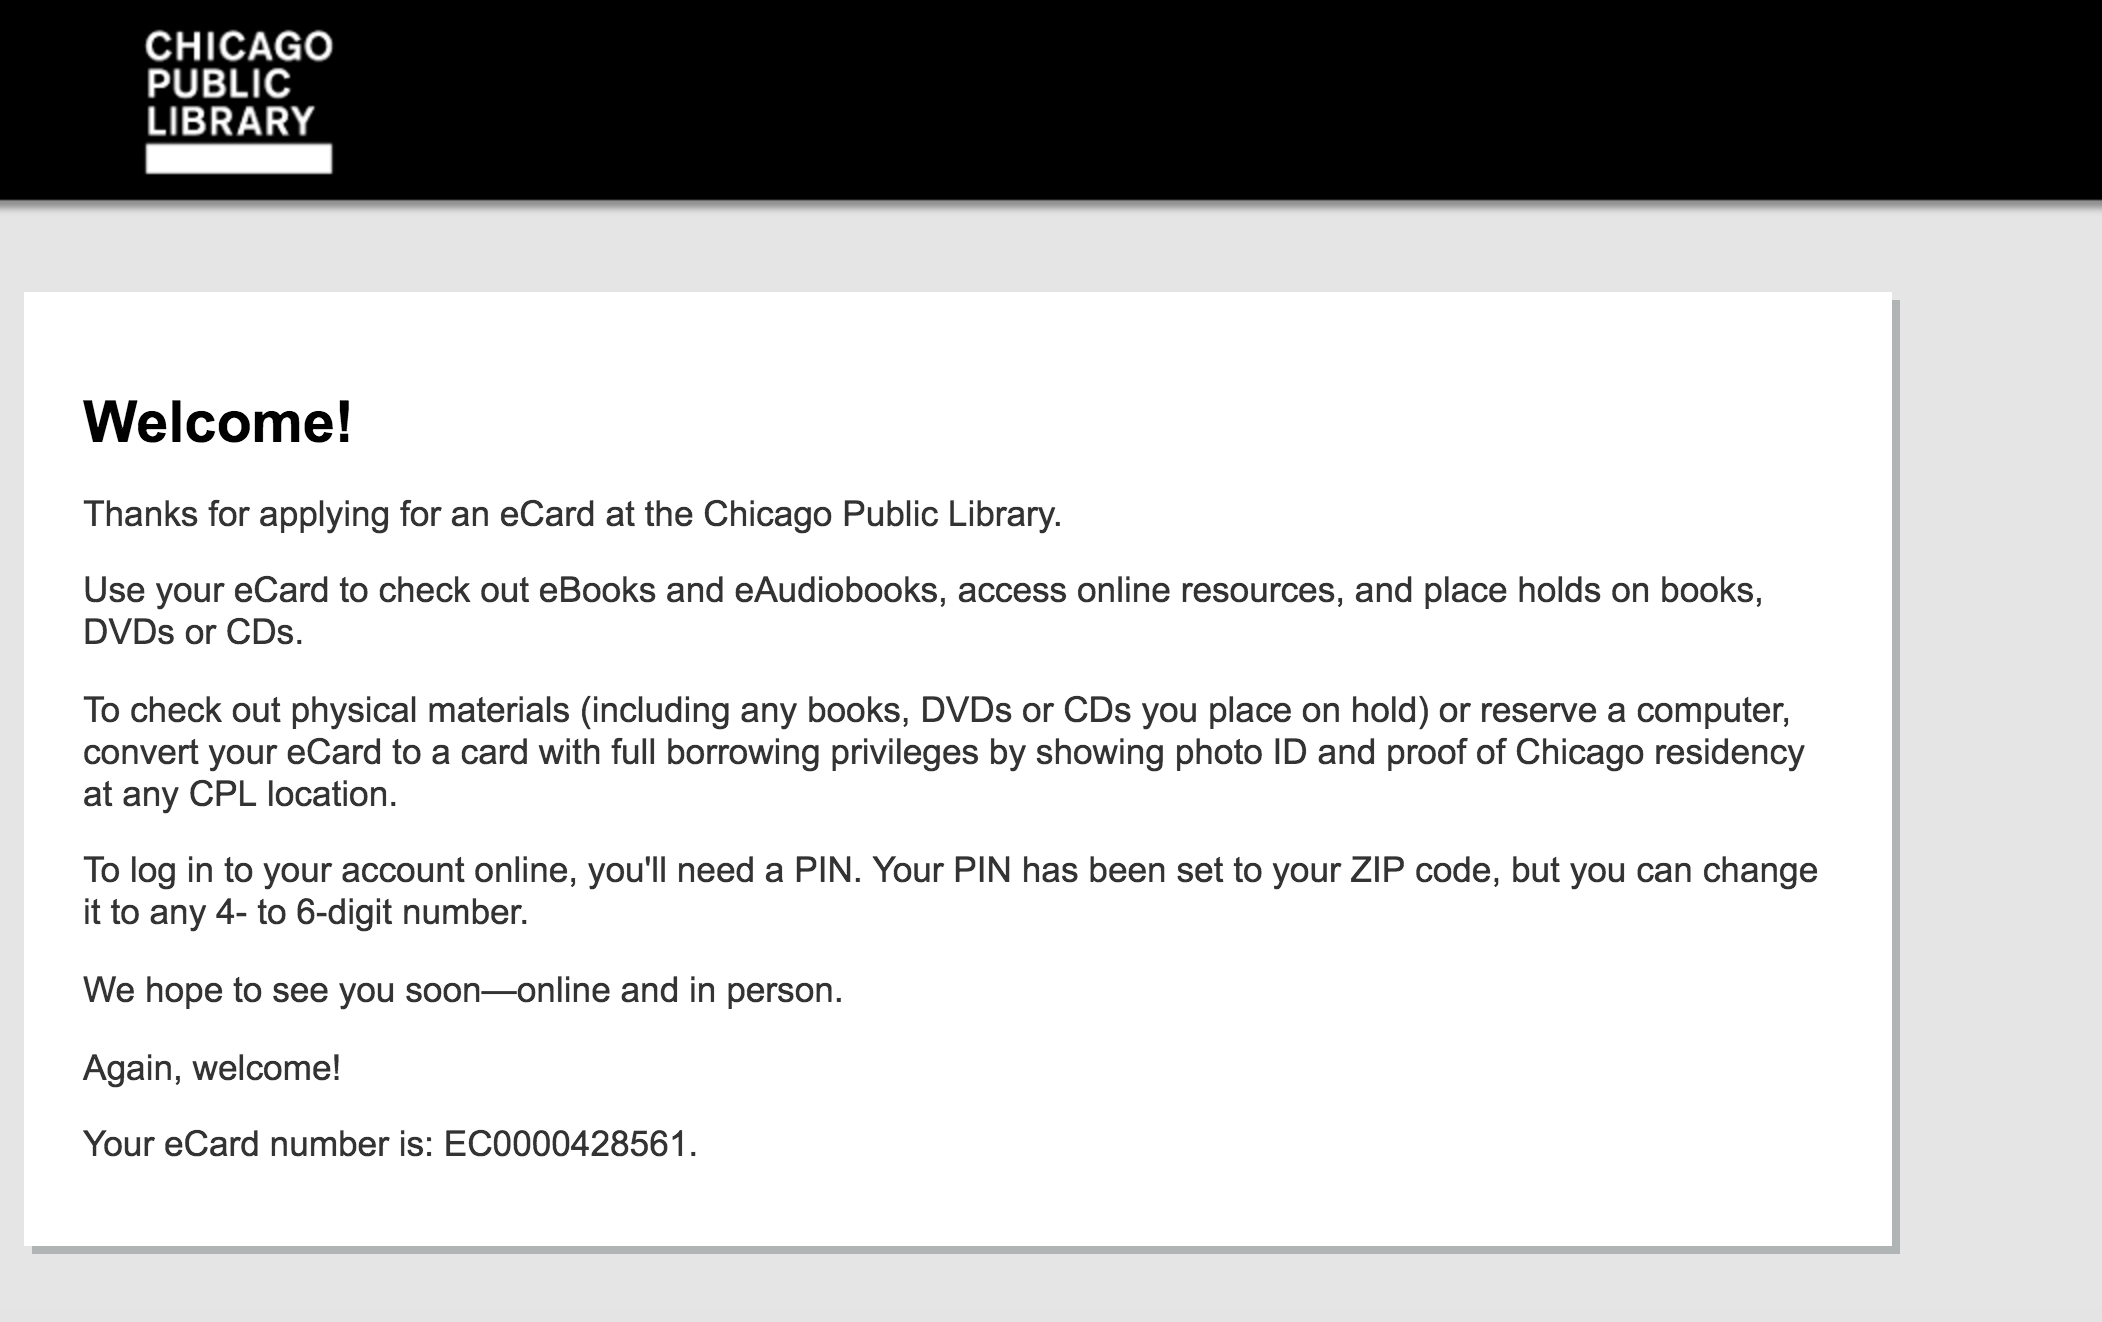 CHICAGO
PUBLIC
LIBRARY
Welcome!
Thanks for applying for an eCard at the Chicago Public Library.
Use your eCard to check out eBooks and eAudiobooks, access online resources, and place holds on books,
DVDs or CDs.
To check out physical materials (including any books, DVDs or CDs you place on hold) or reserve a computer,
convert your eCard to a card with full borrowing privileges by showing photo ID and proof of Chicago residency
at any CPL location.
To log in to your account online, you'll need a PIN. Your PIN has been set to your ZIP code, but you can change
it to any 4- to 6-digit number.
We hope to see you soon—online and in person.
Again, welcome!
Your eCard number is: EC0000428561.